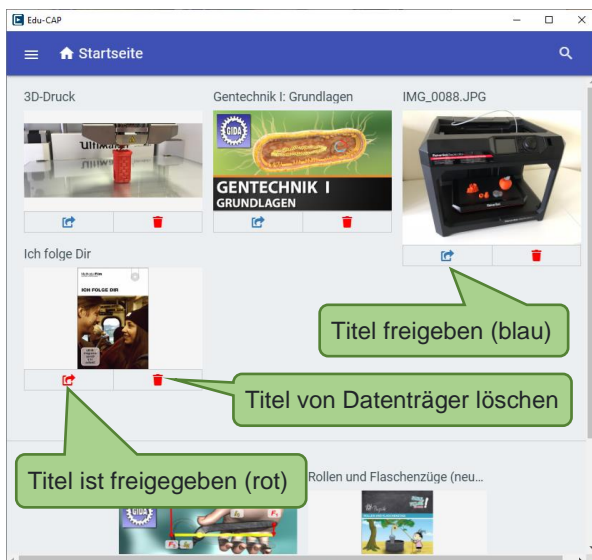 Edu-CAP
Startseite
3D-Druck
Gentechnik I: Grundlagen
IMG_0088.JPG
GIDA
GENTECHNIK I
GRUNDLAGEN
Ich folge Dir
ICH FOLGE DIR
Titel freigeben (blau)
Titel von Datenträger löschen
Titel ist freigegeben (rot)
Rollen und Flaschenzüge (neu...
GIDA